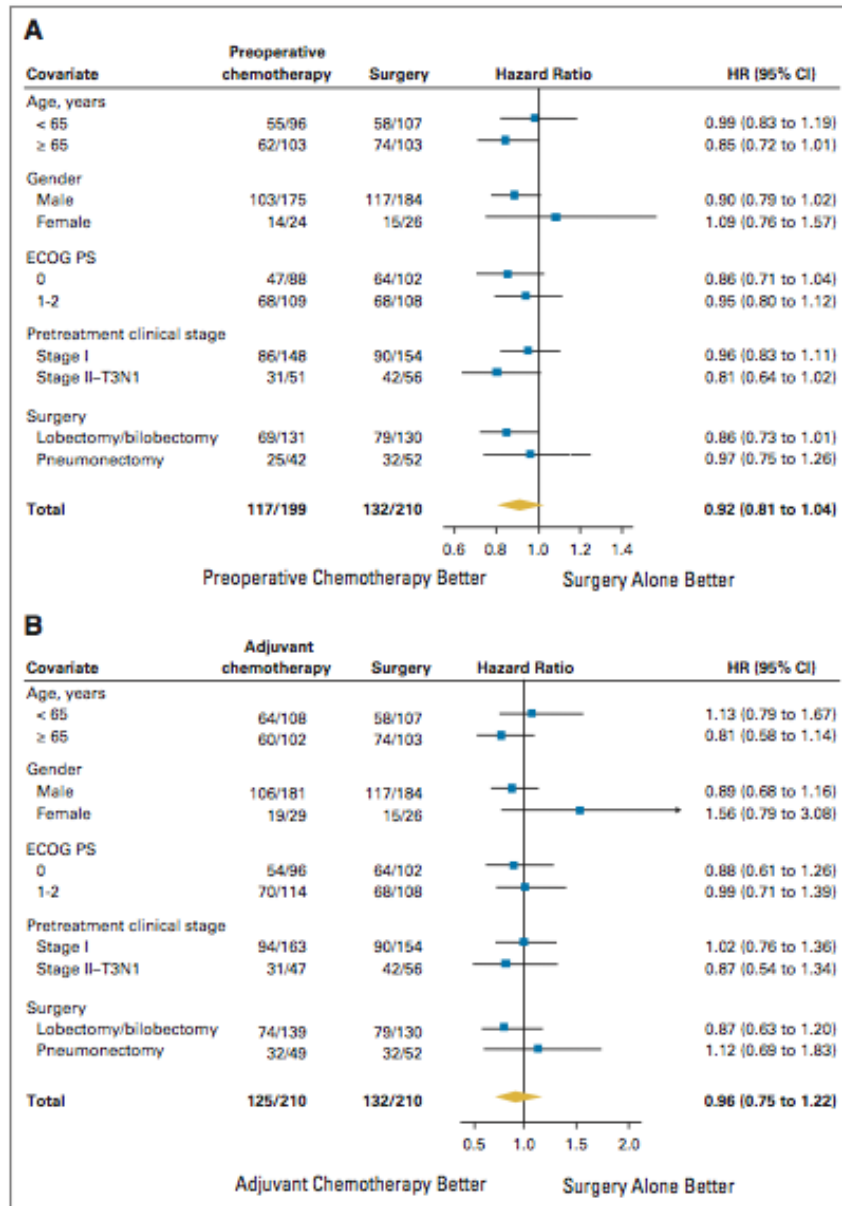 A
Preoperative
Covariate chemotherapy Surgery Hazard Ratio HR (95% CI)
Age, years
< 65 55/96 58/107 0.99 (0.83 to 1.19)
≥ 65 62/103 74/103 0.85 (0.72 to 1.01)
Gender
Male 103/175 117/184 0.90 (0.79 to 1.02)
Female 14/24 15/26 1.09 (0.76 to 1.57)
ECOG PS
0 47/88 64/102 0.86 (0.71 to 1.04)
1-2 68/109 68/108 0.95 (0.80 to 1.12)
Pretreatment clinical stage
Stage I 86/148 90/154 0.96 (0.83 to 1.11)
Stage II–T3N1 31/51 42/56 0.81 (0.64 to 1.02)
Surgery
Lobectomy/bilobectomy 69/131 79/130 0.86 (0.73 to 1.01)
Pneumonectomy 25/42 32/52 0.97 (0.75 to 1.26)
Total 117/199 132/210 0.92 (0.81 to 1.04)
0.6 0.8 1.0 1.2 1.4
Preoperative Chemotherapy Better Surgery Alone Better
B
Adjuvant
Covariate chemotherapy Surgery Hazard Ratio HR (95% CI)
Age, years
< 65 64/108 58/107 1.13 (0.79 to 1.67)
≥ 65 60/102 74/103 0.81 (0.58 to 1.14)
Gender
Male 106/181 117/184 0.89 (0.68 to 1.16)
Female 19/29 15/26 1.56 (0.79 to 3.08)
ECOG PS
0 54/96 64/102 0.88 (0.61 to 1.26)
1-2 70/114 68/108 0.99 (0.71 to 1.39)
Pretreatment clinical stage
Stage I 94/163 90/154 1.02 (0.76 to 1.36)
Stage II–T3N1 31/47 42/56 0.87 (0.54 to 1.34)
Surgery
Lobectomy/bilobectomy 74/139 79/130 0.87 (0.63 to 1.20)
Pneumonectomy 32/49 32/52 1.12 (0.69 to 1.83)
Total 125/210 132/210 0.96 (0.75 to 1.22)
0.5 1.0 1.5 2.0
Adjuvant Chemotherapy Better Surgery Alone Better